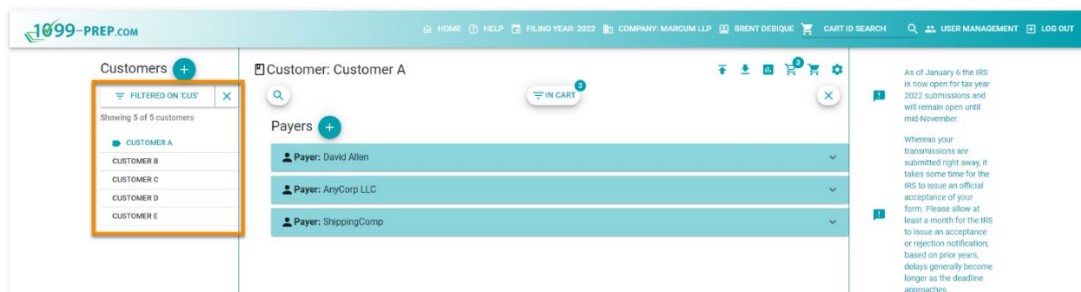 1099-PREP.COM
HOME HELP FILING YEAR: 2022 COMPANY: MARCUM LLP BRENT DEBIQUE CART ID SEARCH USER MANAGEMENT LOG OUT
Customers +
FILTERED ON 'CUS' X
Showing 5 of 5 customers
CUSTOMER A
CUSTOMER B
CUSTOMER C
CUSTOMER D
CUSTOMER E
Customer: Customer A
3
IN CART 3
Payers +
Payer: David Allen
Payer: AnyCorp LLC
Payer: ShippingComp
As of January 6 the IRS
is now open for tax year
2022 submissions and
will remain open until
mid-November.
Whereas your
transmissions are
submitted right away, it
takes some time for the
IRS to issue an official
acceptance of your
form. Please allow at
least a month for the IRS
to issue an acceptance
or rejection notification;
based on prior years,
delays generally become
longer as the deadline
approaches.